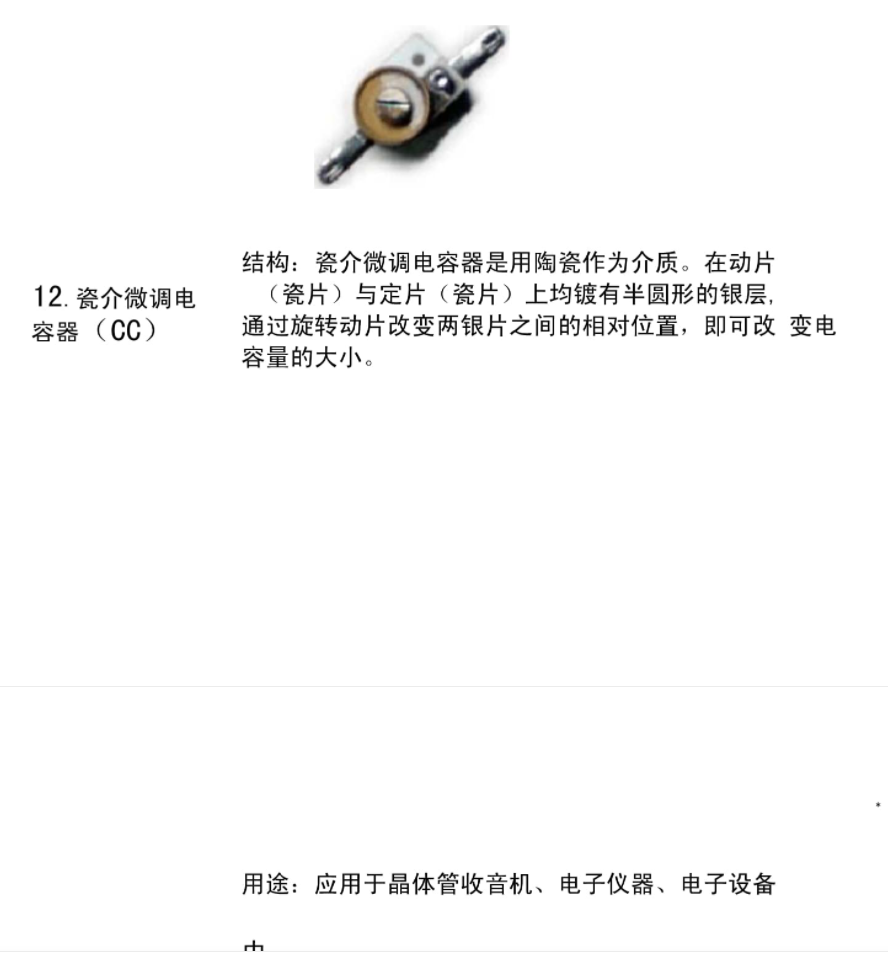 12. 瓷介微调电
容器（CC）
结构：瓷介微调电容器是用陶瓷作为介质。在动片
（瓷片）与定片（瓷片）上均镀有半圆形的银层,
通过旋转动片改变两银片之间的相对位置，即可改 变电
容量的大小。
*
用途：应用于晶体管收音机、电子仪器、电子设备